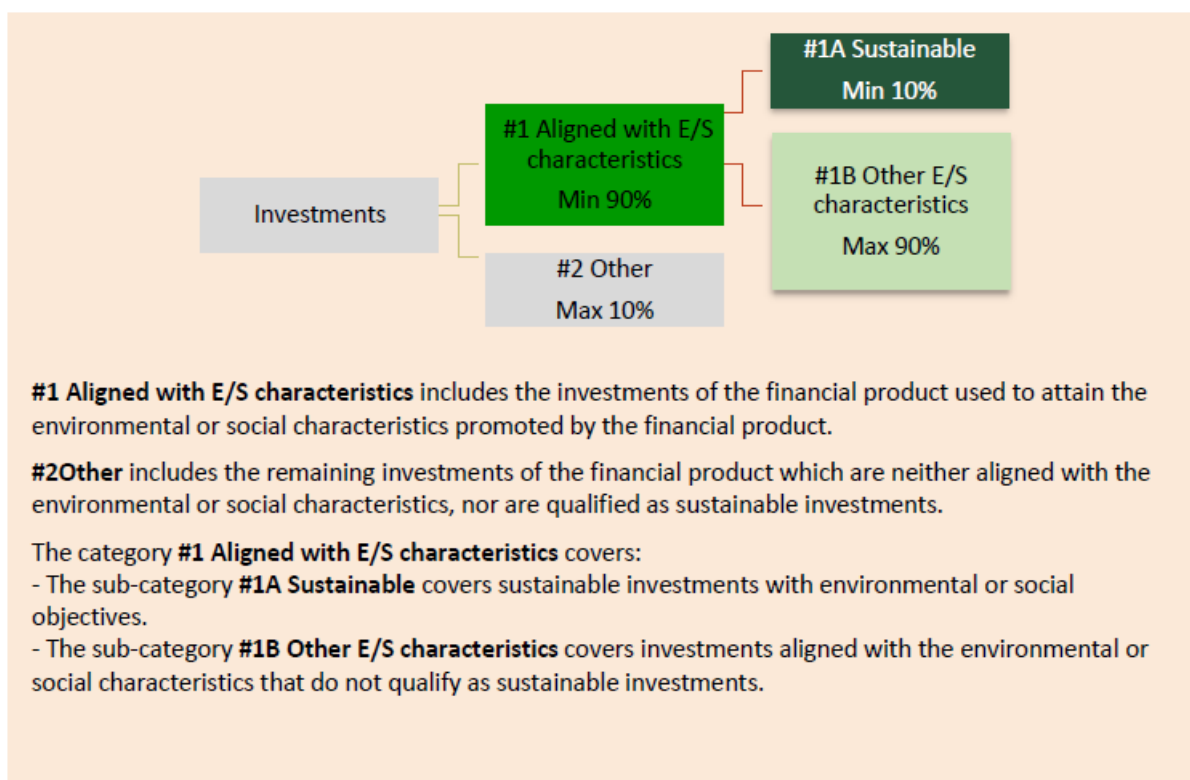 #1A Sustainable
Min 10%
#1 Aligned with E/S
characteristics
Min 90%
#1B Other E/S
characteristics
Max 90%
Investments
#2 Other
Max 10%
#1 Aligned with E/S characteristics includes the investments of the financial product used to attain the
environmental or social characteristics promoted by the financial product.
#2Other includes the remaining investments of the financial product which are neither aligned with the
environmental or social characteristics, nor are qualified as sustainable investments.
The category #1 Aligned with E/S characteristics covers:
- The sub-category #1A Sustainable covers sustainable investments with environmental or social
objectives.
- The sub-category #1B Other E/S characteristics covers investments aligned with the environmental or
social characteristics that do not qualify as sustainable investments.